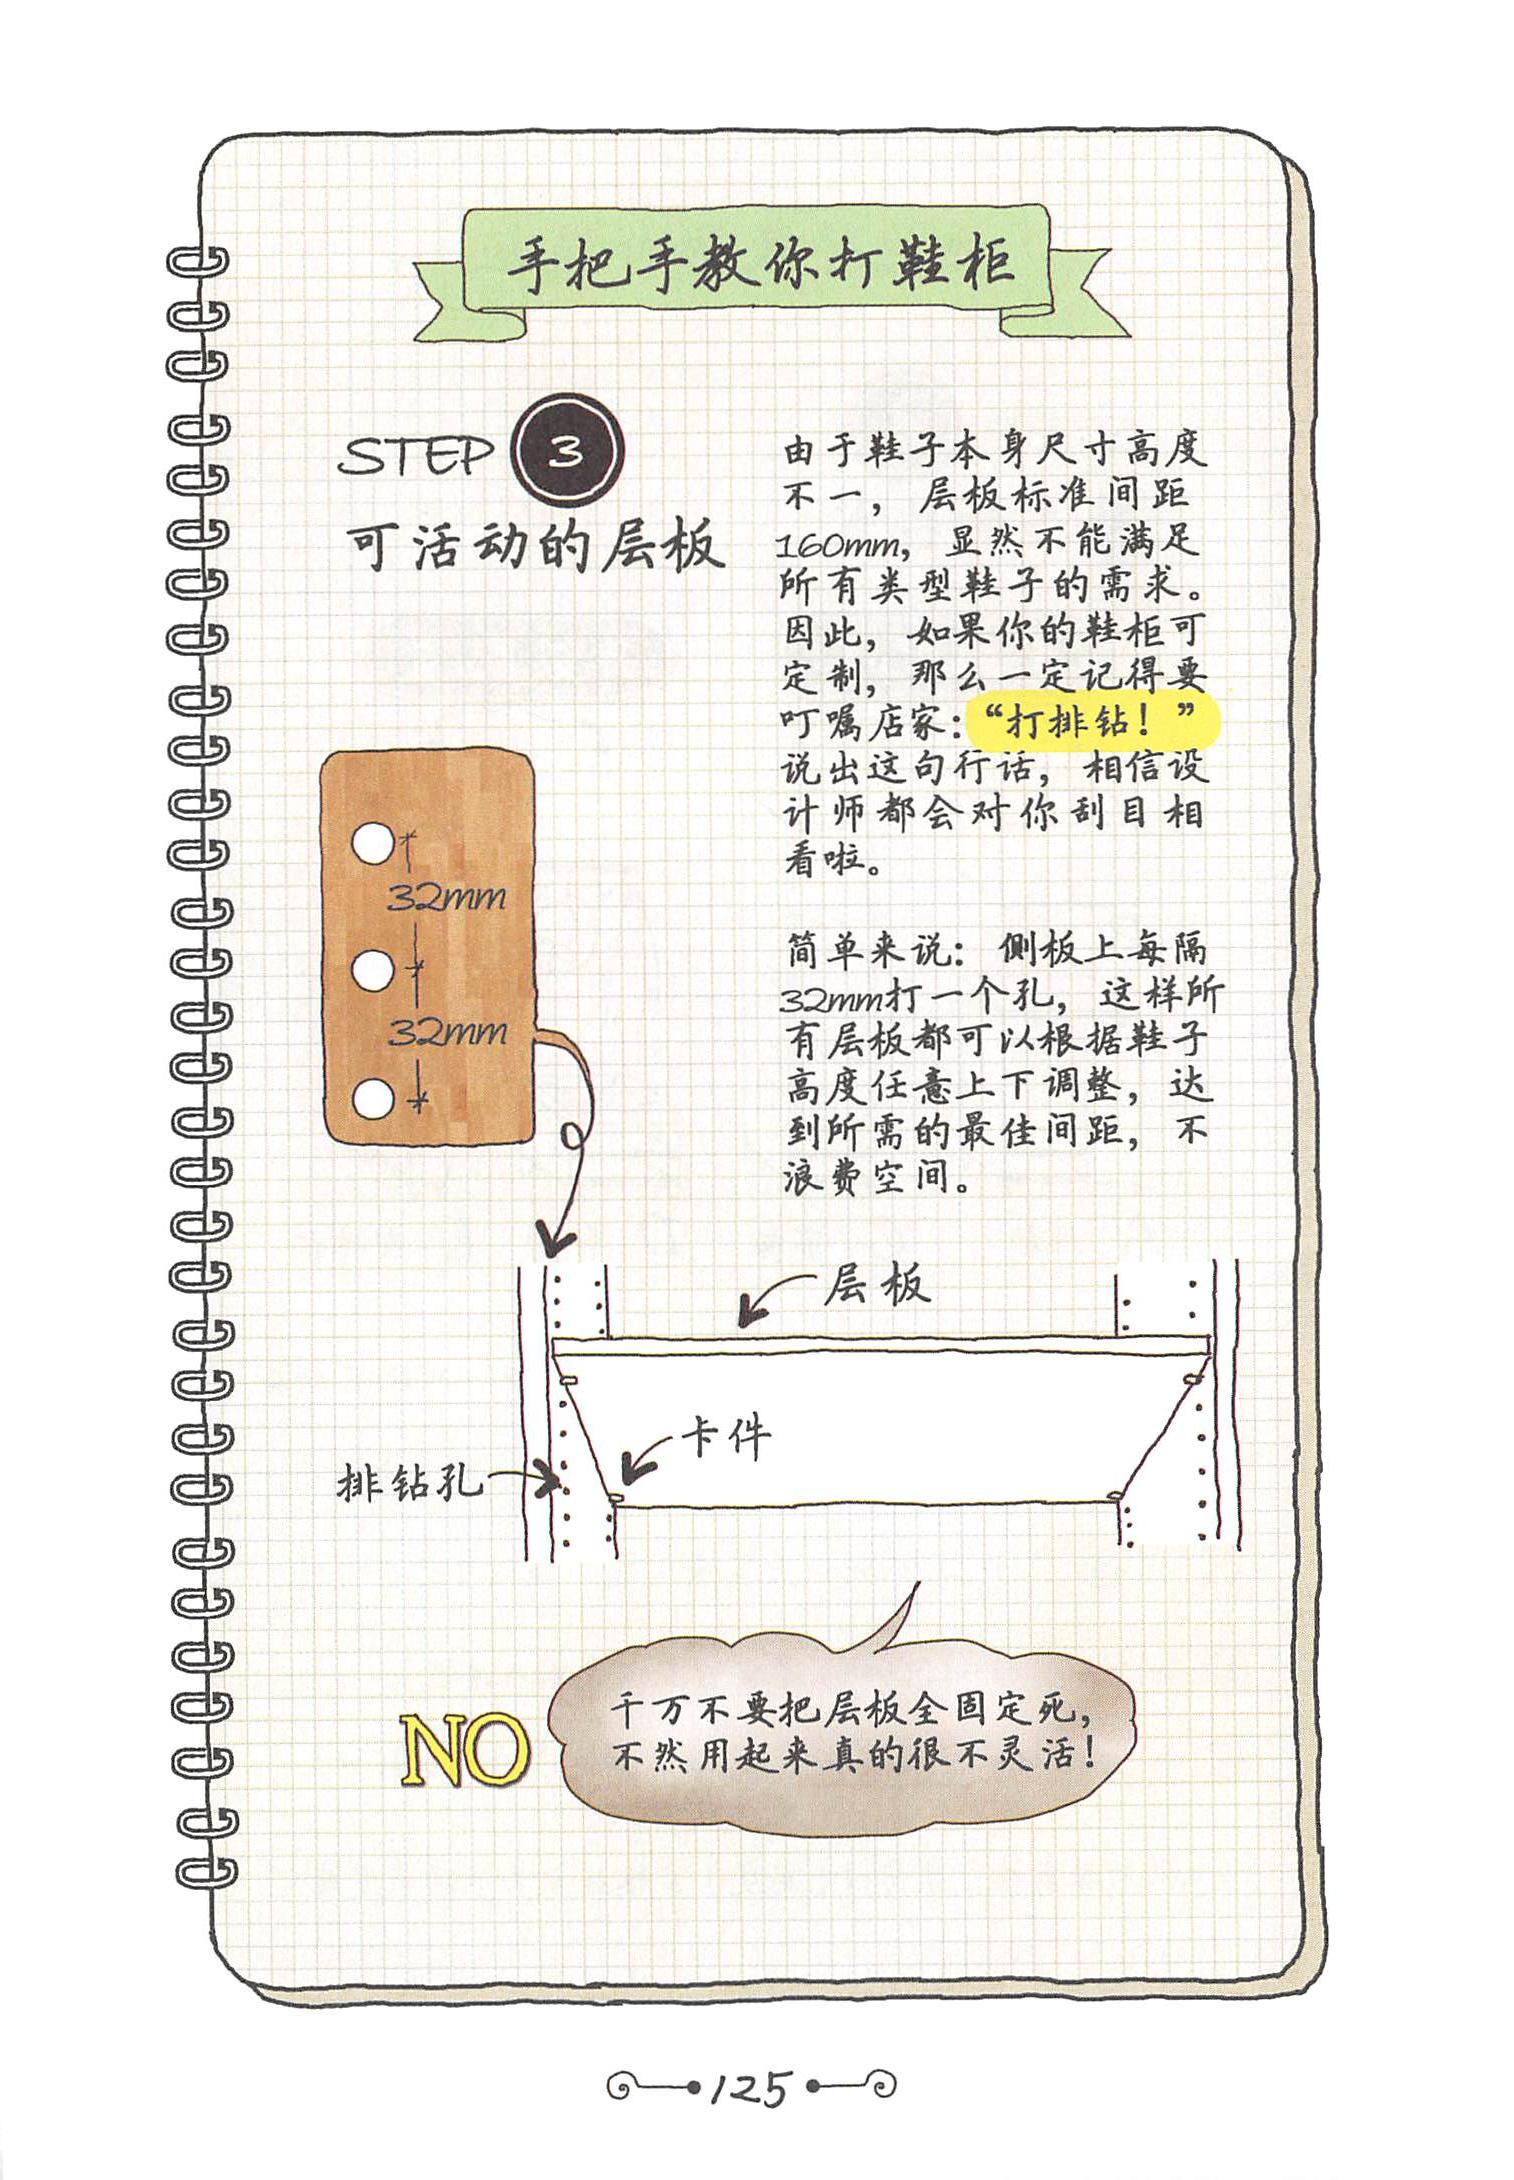 手把手教你打鞋柜
STEP 3
可活动的层板
由于鞋子本身尺寸高度
不一，层板标准间距
160mm，显然不能满足
所有类型鞋子的需求。
因此，如果你的鞋柜可
定制，那么一定记得要
叮嘱店家：“打排钻！”
说出这句行话，相信设
计师都会对你刮目相
看啦。
32mm
32mm
简单来说：侧板上每隔
32mm打一个孔，这样所
有层板都可以根据鞋子
高度任意上下调整，达
到所需的最佳间距，不
浪费空间。
层板
卡件
排钻孔
NO
千万不要把层板全固定死，
不然用起来真的很不灵活！
125